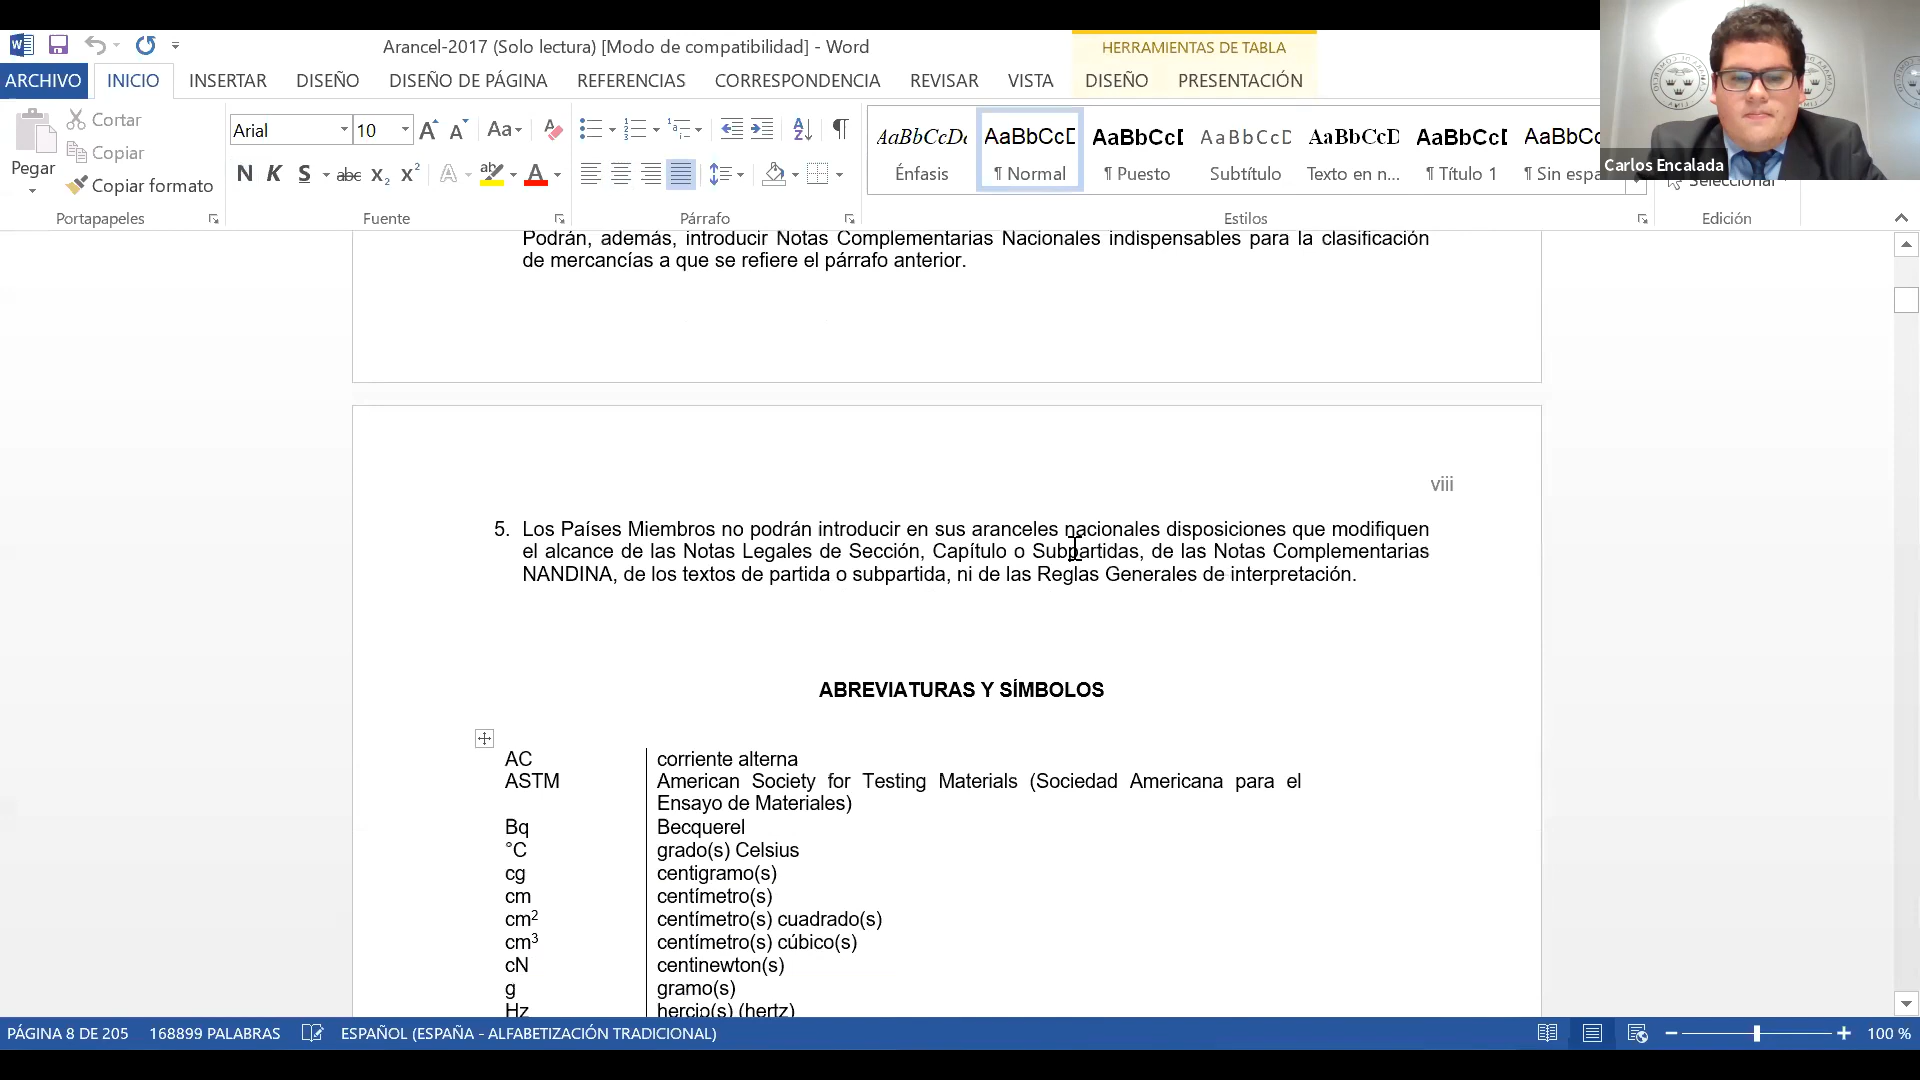 Arancel-2017 (Solo lectura) [Modo de compatibilidad] - Word
HERRAMIENTAS DE TABLA
ARCHIVO INICIO INSERTAR DISEÑO DISEÑO DE PÁGINA REFERENCIAS CORRESPONDENCIA REVISAR VISTA DISEÑO PRESENTACIÓN
Pegar
Cortar
Copiar
Copiar formato
Portapapeles
Arial 10
Aa
N K S abc x₂ x²
Fuente
Párrafo
AaBbCcDc AaBbCcD AaBbCcD AaBbCcD AaBbCcD AaBbCcD AaBbCc
Énfasis ¶ Normal ¶ Puesto Subtítulo Texto en n... ¶ Título 1 ¶ Sin espa
Estilos
Seleccionar
Edición
Carlos Encalada
Podrán, además, introducir Notas Complementarias Nacionales indispensables para la clasificación
de mercancías a que se refiere el párrafo anterior.
viii
5. Los Países Miembros no podrán introducir en sus aranceles nacionales disposiciones que modifiquen
el alcance de las Notas Legales de Sección, Capítulo o Subpartidas, de las Notas Complementarias
NANDINA, de los textos de partida o subpartida, ni de las Reglas Generales de interpretación.
ABREVIATURAS Y SÍMBOLOS
AC corriente alterna
ASTM American Society for Testing Materials (Sociedad Americana para el
Ensayo de Materiales)
Bq Becquerel
°C grado(s) Celsius
cg centigramo(s)
cm centímetro(s)
cm² centímetro(s) cuadrado(s)
cm³ centímetro(s) cúbico(s)
cN centinewton(s)
g gramo(s)
Hz hercio(s) (hertz)
PÁGINA 8 DE 205 168899 PALABRAS ESPAÑOL (ESPAÑA - ALFABETIZACIÓN TRADICIONAL) 100 %